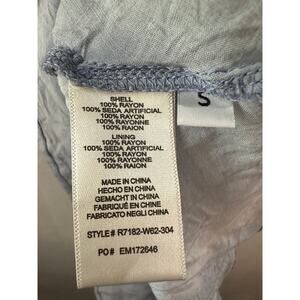 SHELL
100% RAYON
100% SEDA ARTIFICIAL
100% RAYON
100% RAYONNE
100% RAION
LINING
100% RAYON
100% SEDA ARTIFICIAL
100% RAYON
100% RAYONNE
100% RAION
MADE IN CHINA
HECHO EN CHINA
GEMACHT IN CHINA
FABRIQUÉ EN CHINE
FABRICATO NEGLI CHINA
STYLE# R7182-W62-304
PO# EM172646
S